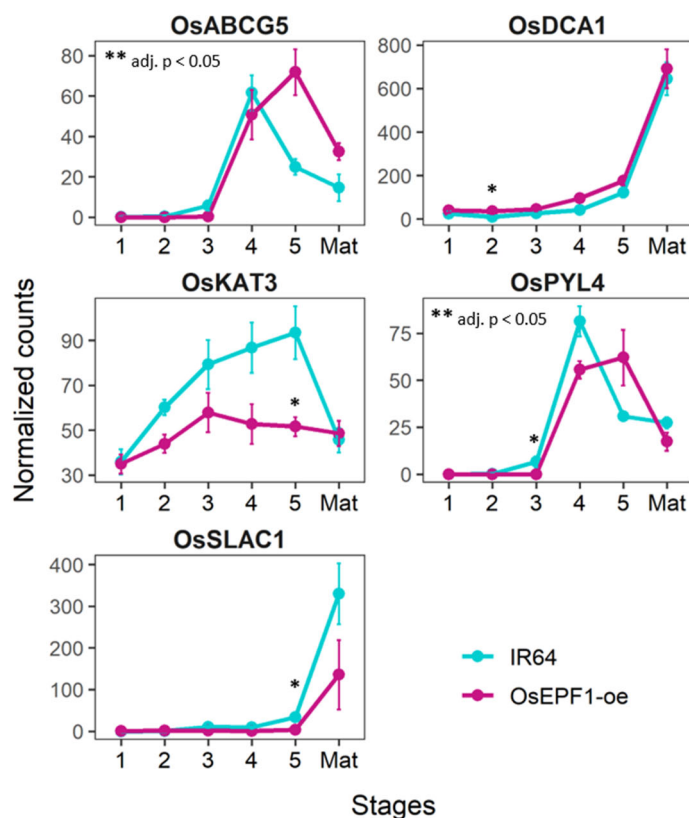 OsABCG5
OsDCA1
80
60
40
20
0
** adj. p < 0.05
1 2 3 4 5 Mat
800
600
400
200
0
*
1 2 3 4 5 Mat
OsKAT3
OsPYL4
90
70
50
30
*
1 2 3 4 5 Mat
75
50
25
0
** adj. p < 0.05
*
1 2 3 4 5 Mat
OsSLAC1
400
300
200
100
0
*
1 2 3 4 5 Mat
Normalized counts
IR64
OsEPF1-oe
Stages